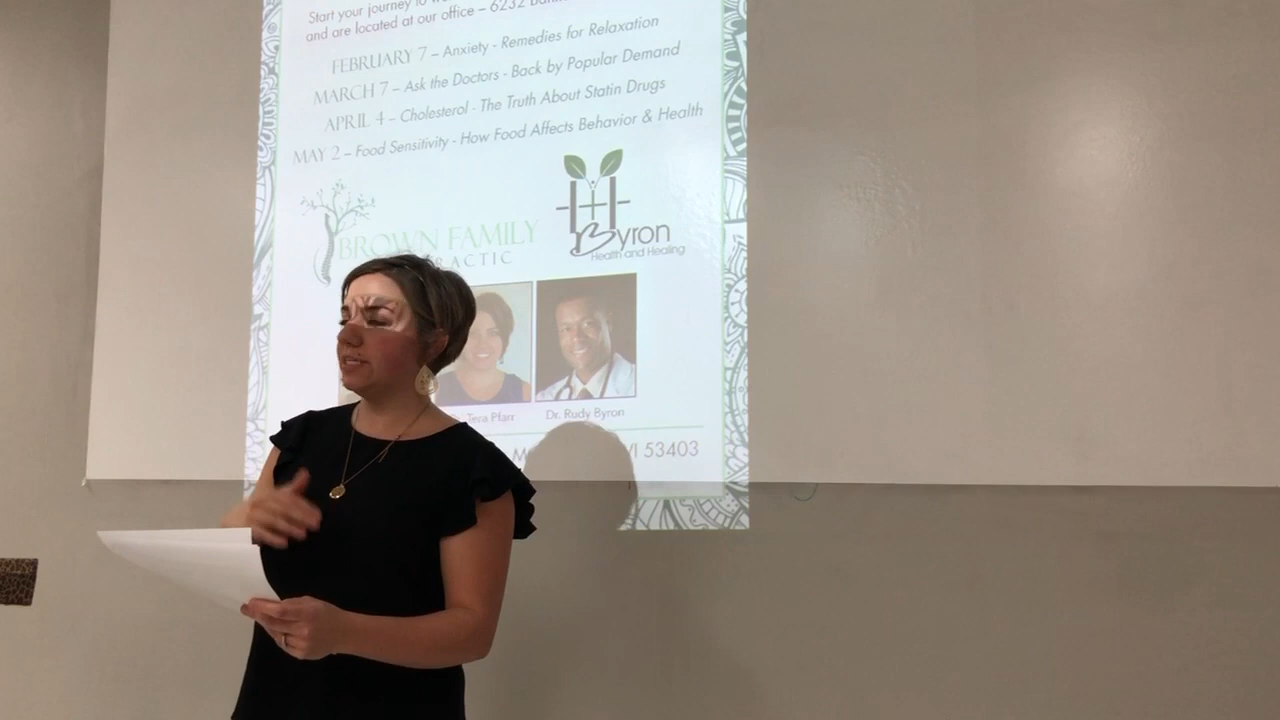 Start your journey to
and are located at our office – 6232
FEBRUARY 7 – Anxiety - Remedies for Relaxation
MARCH 7 – Ask the Doctors - Back by Popular Demand
APRIL 4 – Cholesterol - The Truth About Statin Drugs
MAY 2 – Food Sensitivity - How Food Affects Behavior & Health
BROWN FAMILY
Byron
Health and Healing
Tera Pfarr
Dr. Rudy Byron
53403